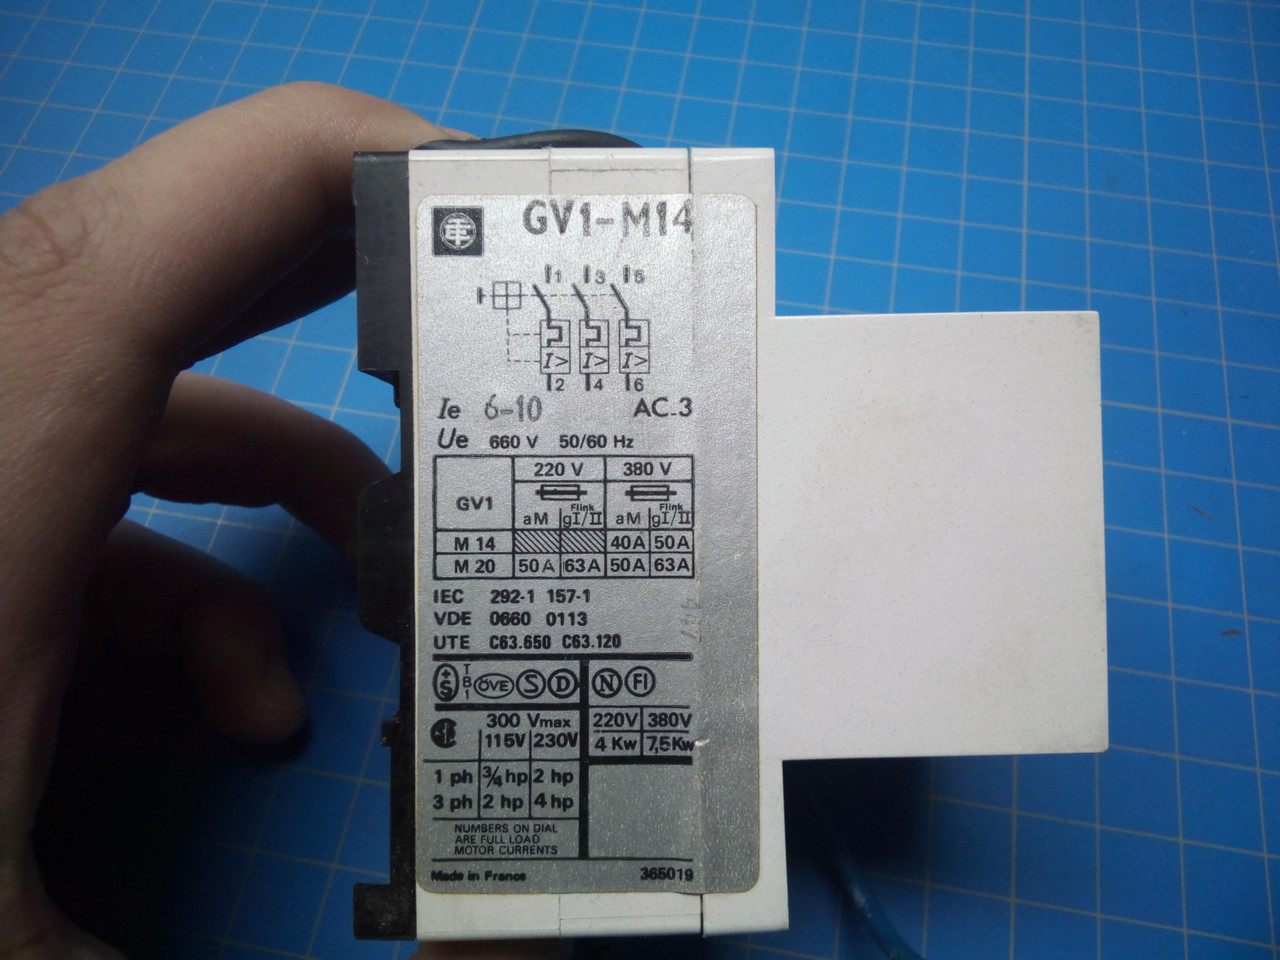 GV1-M14
1 3 5
I> I> I>
2 4 6
Ie 6-10 AC.3
Ue 660 V 50/60 Hz
220 V 380 V
GV1
Flink Flink
aM gI/II aM gI/II
M 14 40A 50A
M 20 50A 63A 50A 63A
IEC 292-1 157-1
VDE 0660 0113
UTE C63.650 C63.120
+S TB1 ÖVE S D N FI
300 Vmax 220V 380V
115V 230V 4 Kw 7,5Kw
1 ph 3/4 hp 2 hp
3 ph 2 hp 4 hp
NUMBERS ON DIAL
ARE FULL LOAD
MOTOR CURRENTS
Made in France 365019